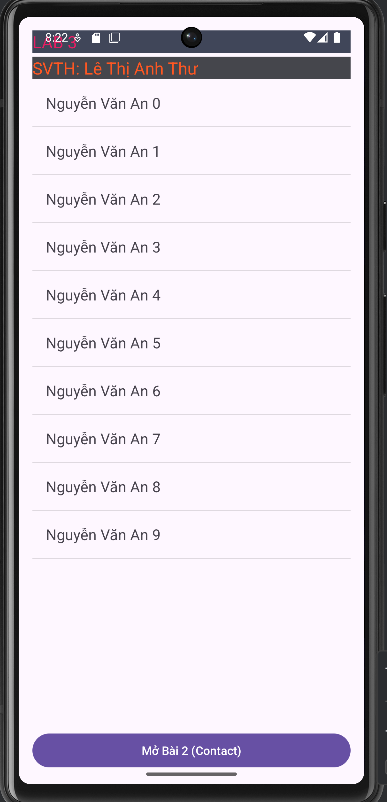 8:22
LAB 3
SVTH: Lê Thị Anh Thư
Nguyễn Văn An 0
Nguyễn Văn An 1
Nguyễn Văn An 2
Nguyễn Văn An 3
Nguyễn Văn An 4
Nguyễn Văn An 5
Nguyễn Văn An 6
Nguyễn Văn An 7
Nguyễn Văn An 8
Nguyễn Văn An 9
Mở Bài 2 (Contact)